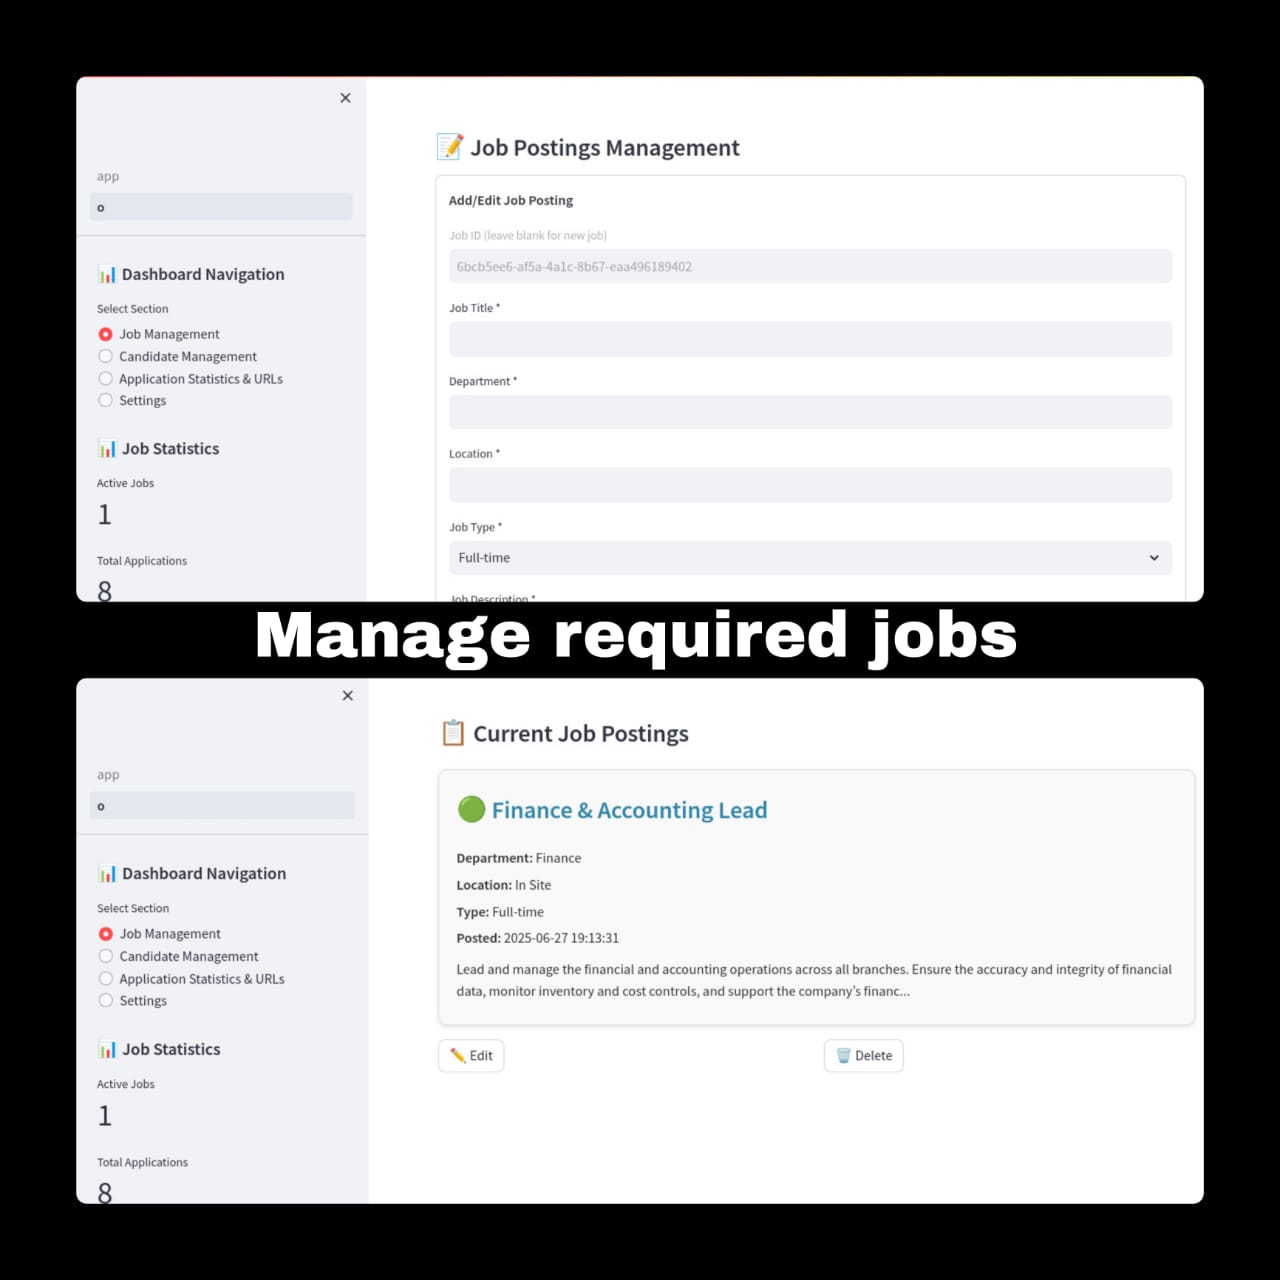 app
o
📊 Dashboard Navigation
Select Section
Job Management
Candidate Management
Application Statistics & URLs
Settings
📊 Job Statistics
Active Jobs
1
Total Applications
8
📝 Job Postings Management
Add/Edit Job Posting
Job ID (leave blank for new job)
6bcb5ee6-af5a-4a1c-8b67-eaa496189402
Job Title *
Department *
Location *
Job Type *
Full-time
Job Description *
Manage required jobs
app
o
📊 Dashboard Navigation
Select Section
Job Management
Candidate Management
Application Statistics & URLs
Settings
📊 Job Statistics
Active Jobs
1
Total Applications
8
📋 Current Job Postings
🟢 Finance & Accounting Lead
Department: Finance
Location: In Site
Type: Full-time
Posted: 2025-06-27 19:13:31
Lead and manage the financial and accounting operations across all branches. Ensure the accuracy and integrity of financial
data, monitor inventory and cost controls, and support the company's financ...
✏️ Edit
🗑️ Delete